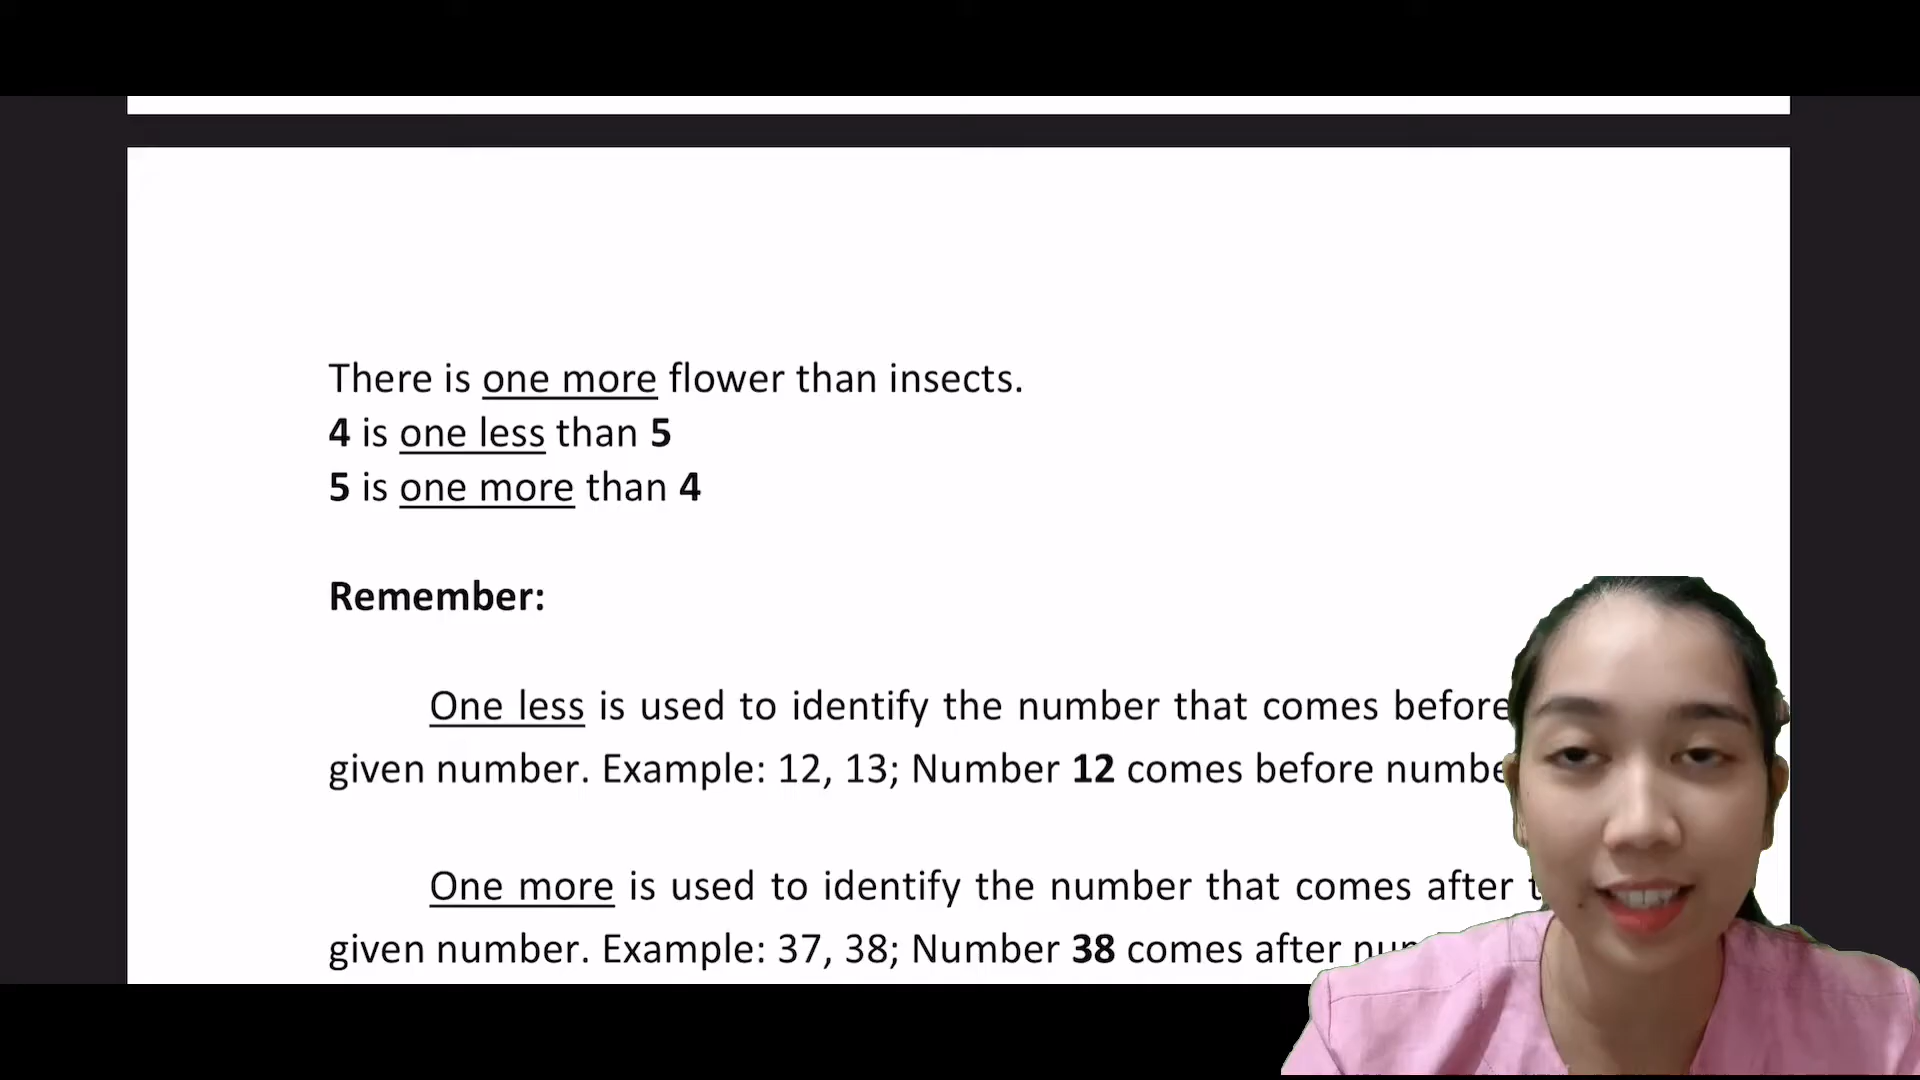 There is one more flower than insects.
4 is one less than 5
5 is one more than 4
Remember:
One less is used to identify the number that comes before
given number. Example: 12, 13; Number 12 comes before
One more is used to identify the number that comes after
given number. Example: 37, 38; Number 38 comes after